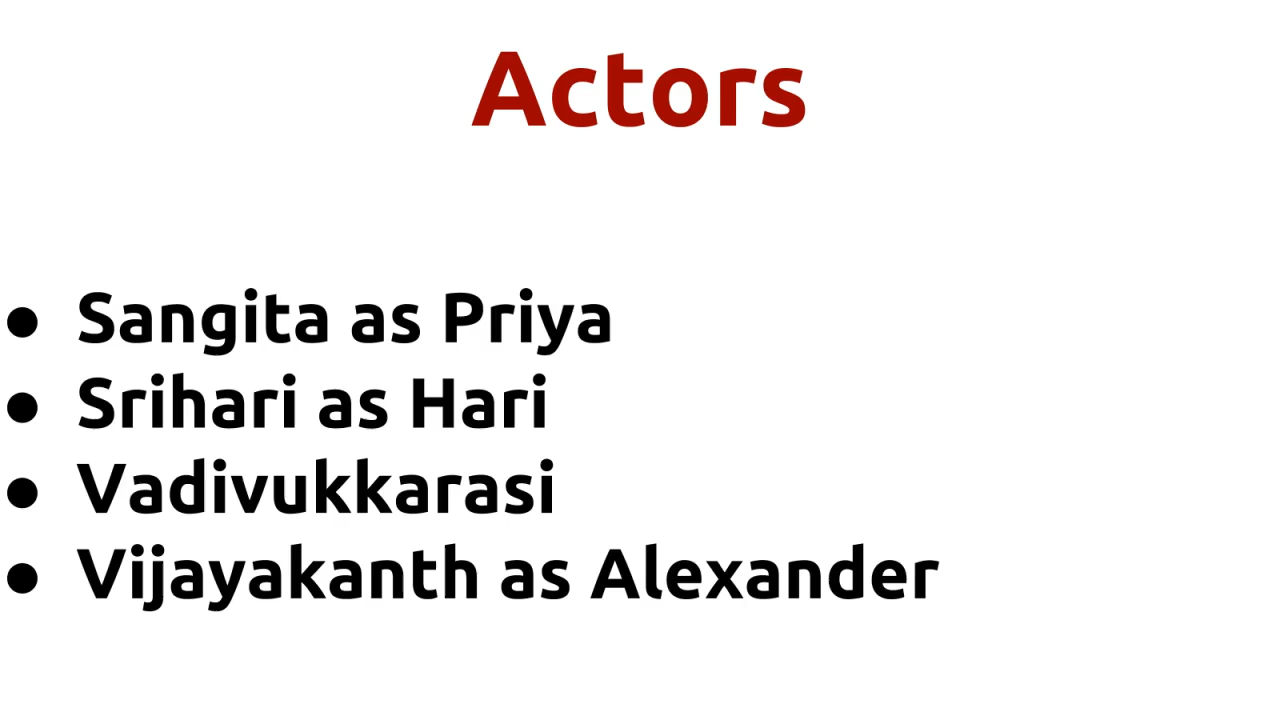 Actors
● Sangita as Priya
● Srihari as Hari
● Vadivukkarasi
● Vijayakanth as Alexander